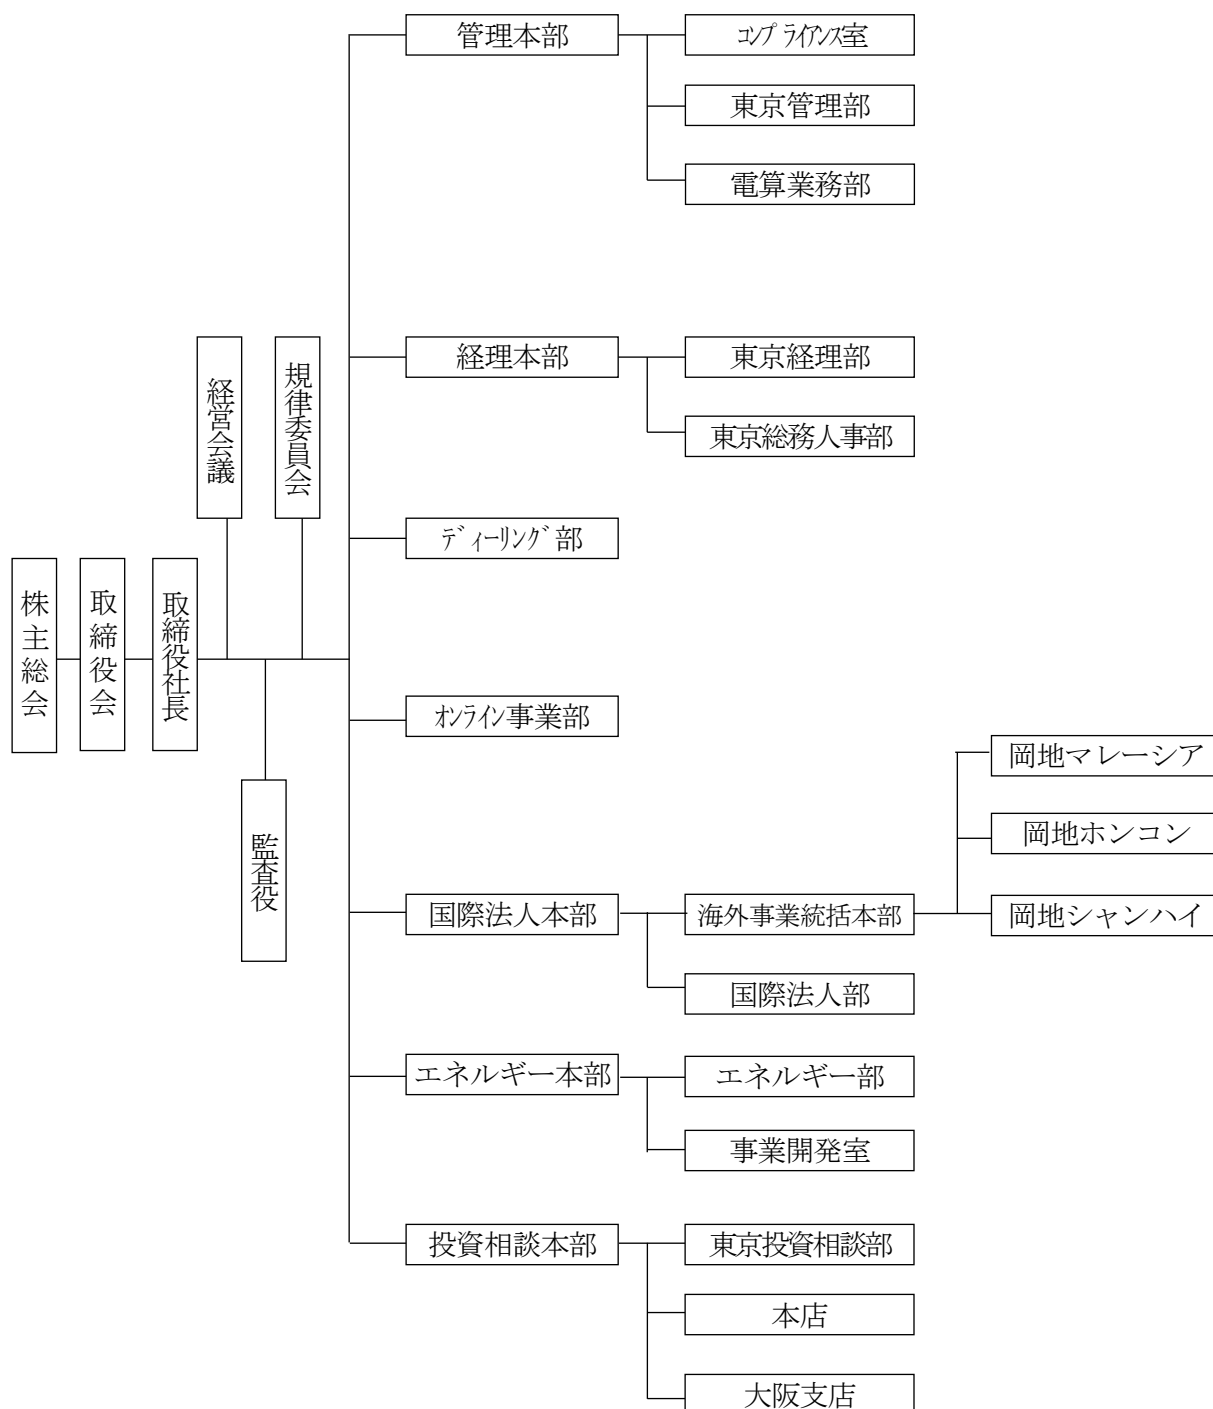 管理本部
コンプライアンス室
東京管理部
電算業務部
経営会議
規律委員会
経理本部
東京経理部
東京総務人事部
ディーリング部
株主総会
取締役会
取締役社長
オンライン事業部
監査役
岡地マレーシア
岡地ホンコン
国際法人本部
海外事業統括本部
岡地シャンハイ
国際法人部
エネルギー本部
エネルギー部
事業開発室
投資相談本部
東京投資相談部
本店
大阪支店